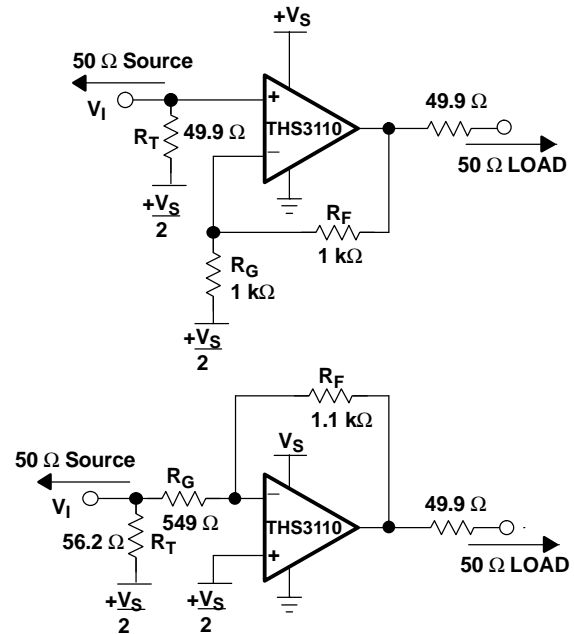 +VS
50 Ω Source
VI
RT
49.9 Ω
+VS
2
+
−
THS3110
49.9 Ω
50 Ω LOAD
RF
1 kΩ
RG
1 kΩ
+VS
2
RF
1.1 kΩ
VS
50 Ω Source
VI
RG
549 Ω
56.2 Ω
RT
+VS
2
−
+
THS3110
+VS
2
49.9 Ω
50 Ω LOAD